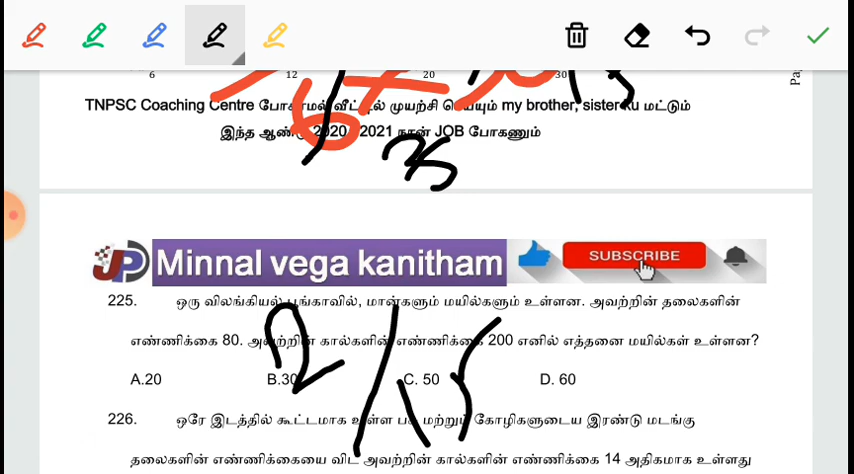 6 12 20 30
TNPSC Coaching Centre போகாமல் வீட்டில் முயற்சி செய்யும் my brother, sister ku மட்டும்
இந்த ஆண்டு 2020 2021 நான் JOB போகணும்
JP Minnal vega kanitham SUBSCRIBE
225. ஒரு விலங்கியல் பூங்காவில், மான்களும் மயில்களும் உள்ளன. அவற்றின் தலைகளின்
எண்ணிக்கை 80. அவற்றின் கால்களின் எண்ணிக்கை 200 எனில் எத்தனை மயில்கள் உள்ளன?
A.20 B.30 C. 50 D. 60
226. ஒரே இடத்தில் கூட்டமாக உள்ள பசு மற்றும் கோழிகளுடைய இரண்டு மடங்கு
தலைகளின் எண்ணிக்கையை விட அவற்றின் கால்களின் எண்ணிக்கை 14 அதிகமாக உள்ளது